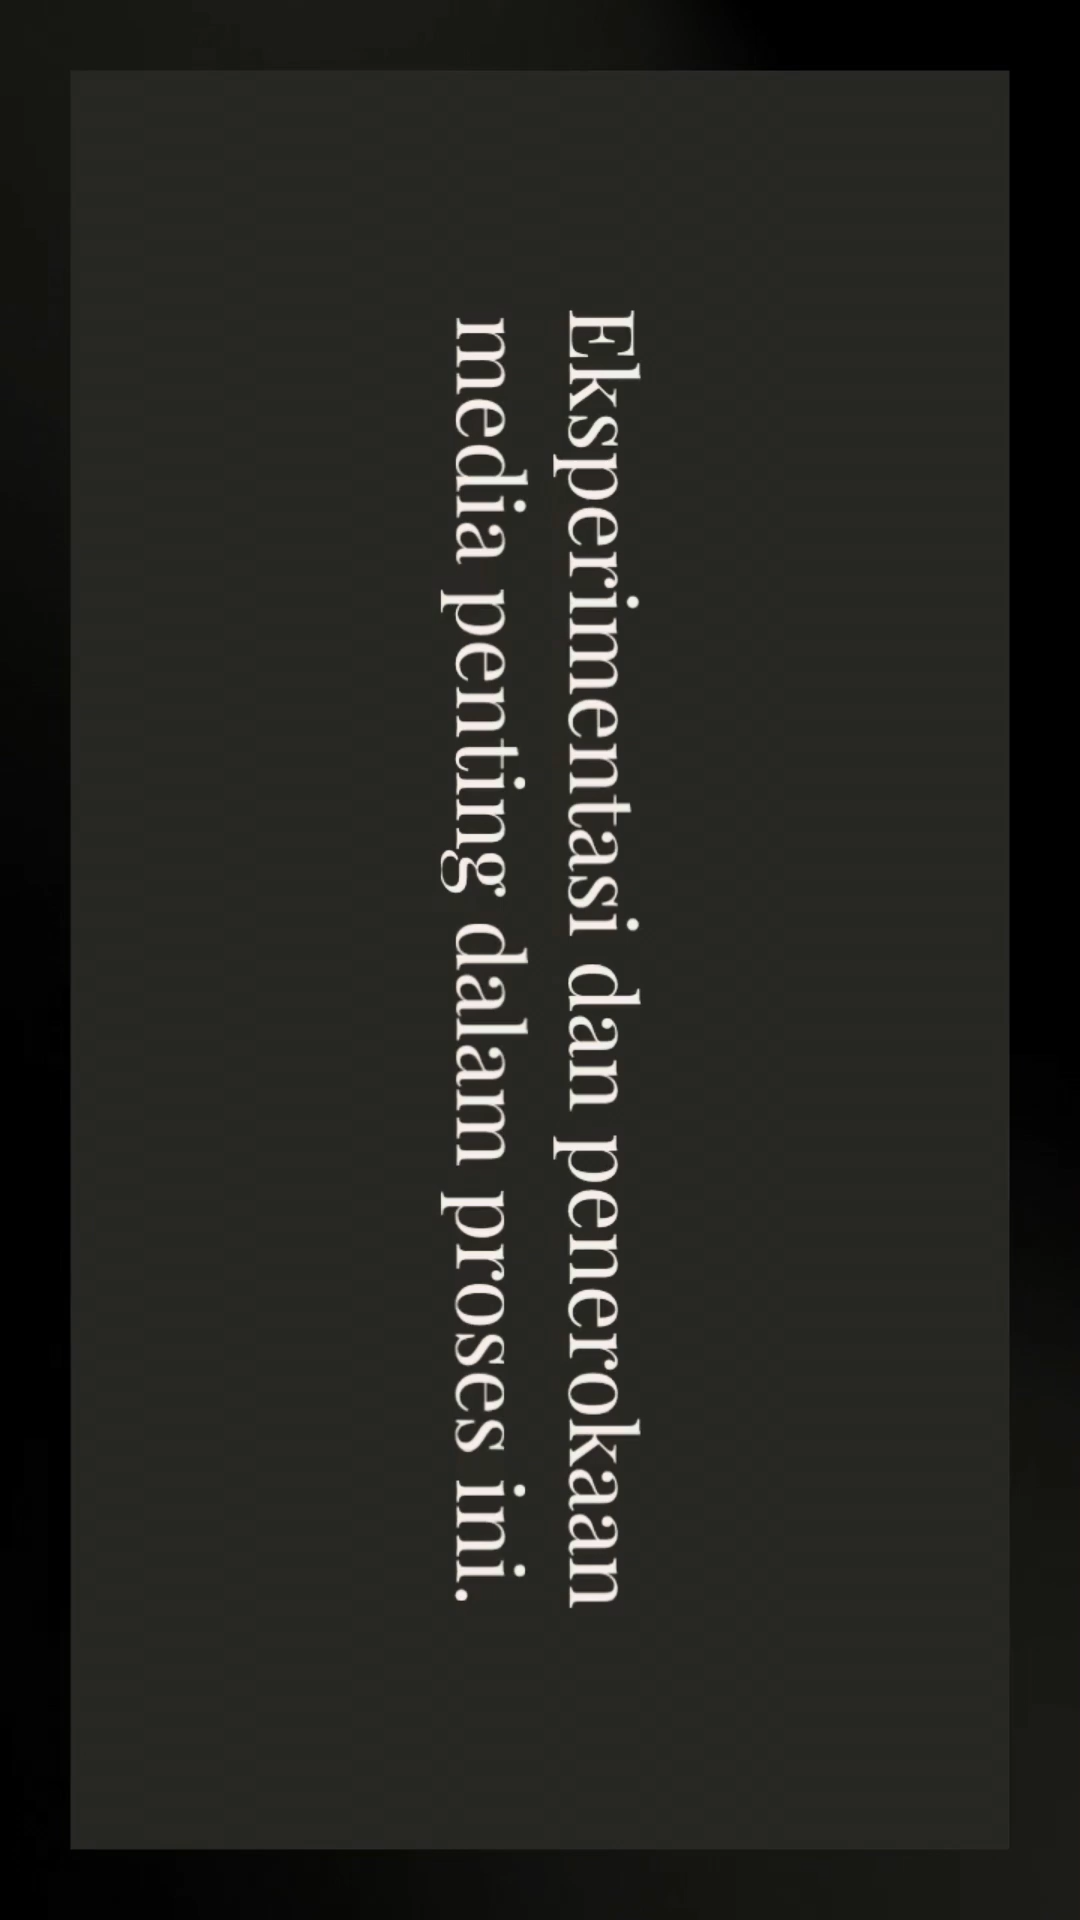 Eksperimentasi dan penerokaan
media penting dalam proses ini.